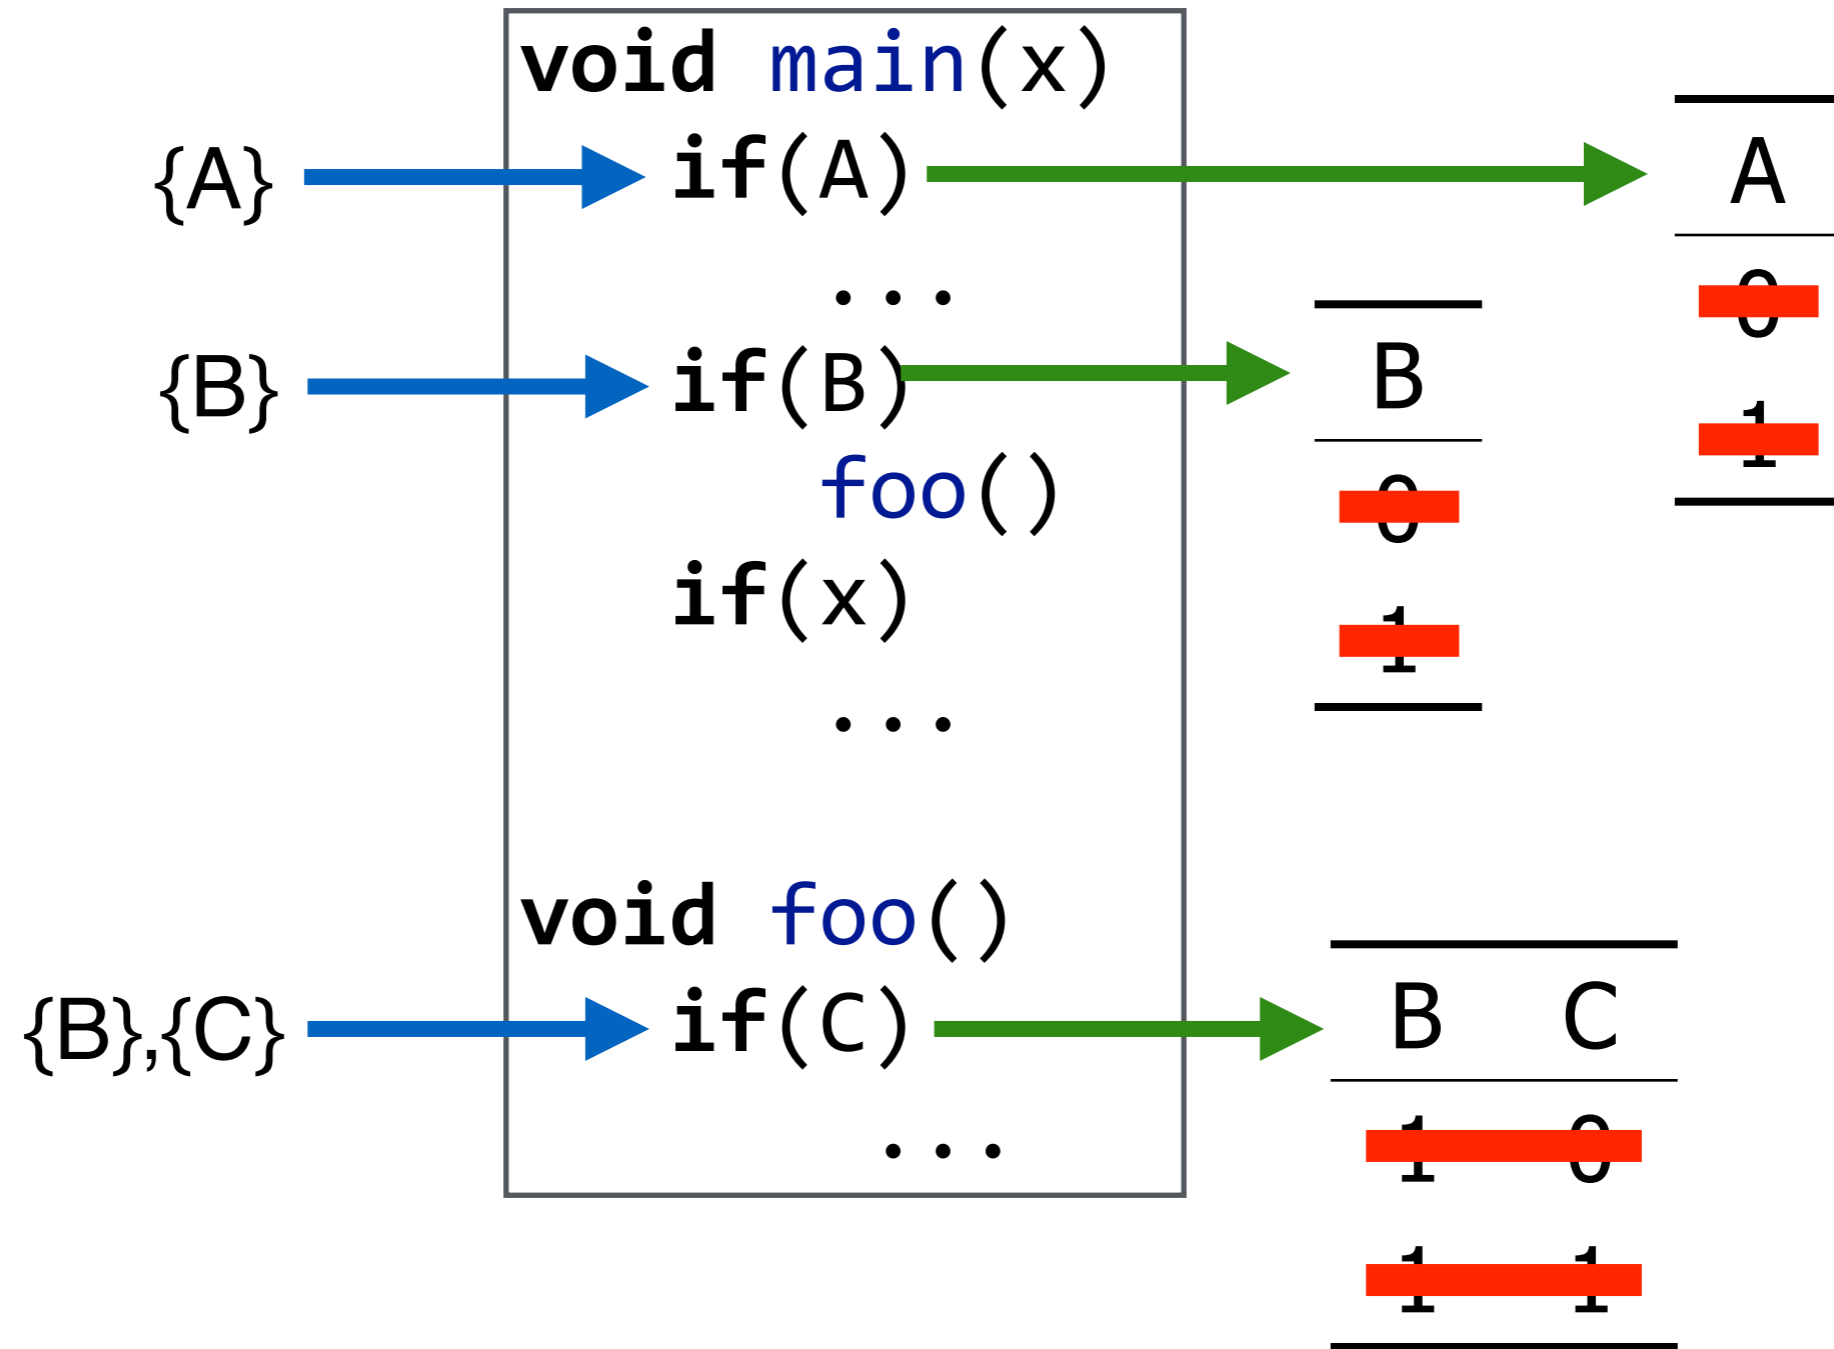 void main(x)
{A} if(A) A
...
0
{B} if(B) B
1
foo() 0
if(x)
1
...
void foo()
{B},{C} if(C) B C
...
1 0
1 1